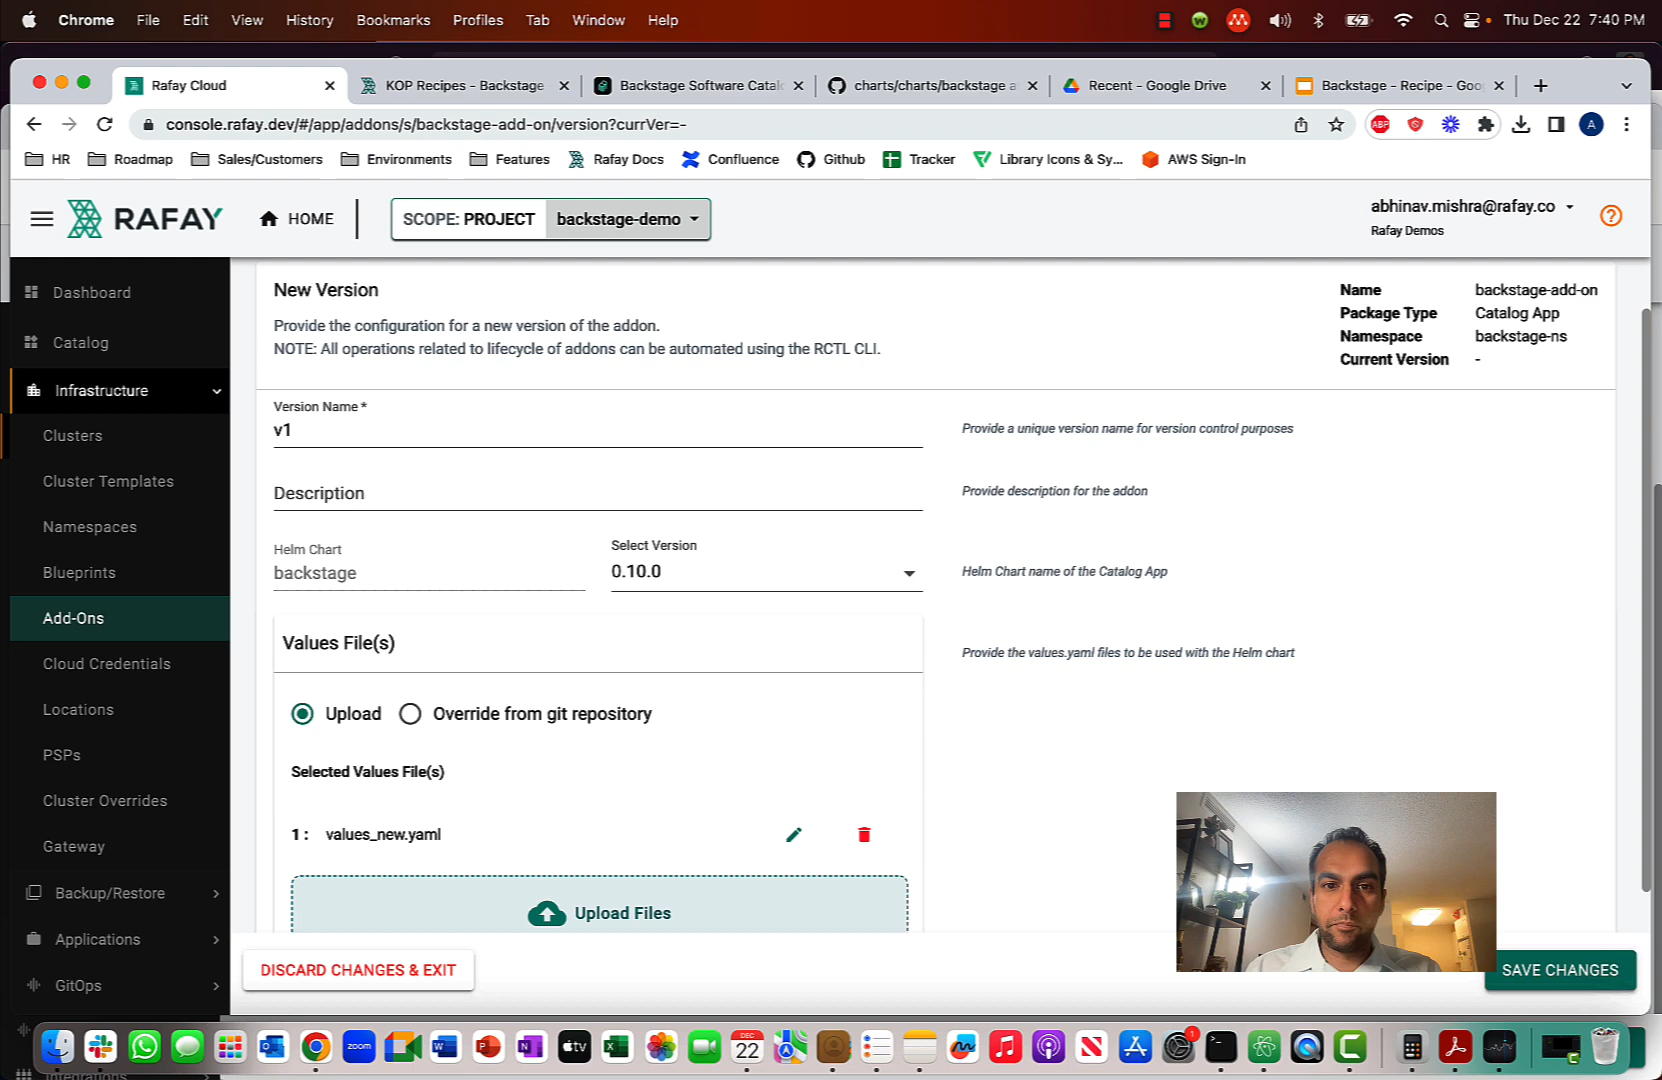 Chrome File Edit View History Bookmarks Profiles Tab Window Help Thu Dec 22 7:40 PM
Rafay Cloud KOP Recipes - Backstage Backstage Software Catal charts/charts/backstage a Recent - Google Drive Backstage - Recipe - Goo
console.rafay.dev/#/app/addons/s/backstage-add-on/version?currVer=- ABP A
HR Roadmap Sales/Customers Environments Features Rafay Docs Confluence Github Tracker Library Icons & Sy... AWS Sign-In
RAFAY HOME SCOPE: PROJECT backstage-demo abhinav.mishra@rafay.co
Rafay Demos
Dashboard
Catalog
Infrastructure
Clusters
Cluster Templates
Namespaces
Blueprints
Add-Ons
Cloud Credentials
Locations
PSPs
Cluster Overrides
Gateway
Backup/Restore
Applications
GitOps
Integrations
New Version
Provide the configuration for a new version of the addon.
NOTE: All operations related to lifecycle of addons can be automated using the RCTL CLI.
Name backstage-add-on
Package Type Catalog App
Namespace backstage-ns
Current Version -
Version Name *
v1
Provide a unique version name for version control purposes
Description
Provide description for the addon
Helm Chart
backstage
Select Version
0.10.0
Helm Chart name of the Catalog App
Values File(s)
Provide the values.yaml files to be used with the Helm chart
Upload Override from git repository
Selected Values File(s)
1 : values_new.yaml
Upload Files
DISCARD CHANGES & EXIT SAVE CHANGES
zoom tv DEC 22 1